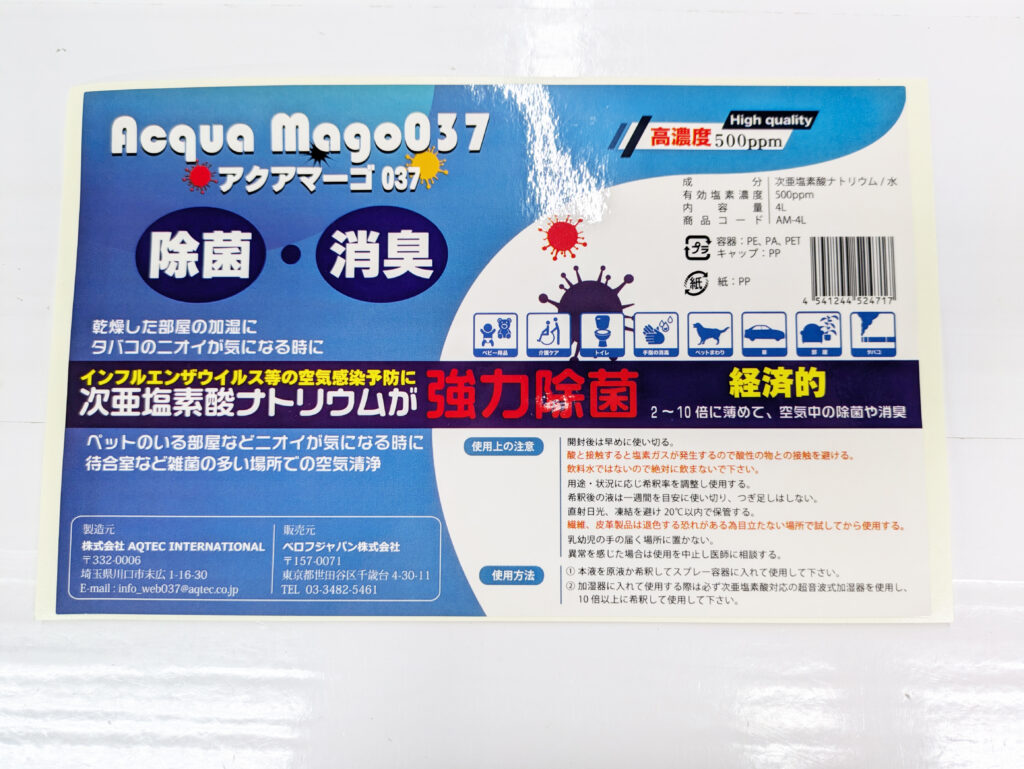 Acqua Mago037
アクアマーゴ 037
High quality
高濃度 500ppm
除菌・消臭
成分 次亜塩素酸ナトリウム / 水
有効塩素濃度 500ppm
内容量 4L
商品コード AM-4L
プラ 容器：PE、PA、PET
キャップ：PP
紙 紙：PP
4 541244 524717
乾燥した部屋の加湿に
タバコのニオイが気になる時に
ベビー用品 介護ケア トイレ 手指の消毒 ペットまわり 車 部屋 タバコ
インフルエンザウイルス等の空気感染予防に
次亜塩素酸ナトリウムが 強力除菌
経済的
2～10倍に薄めて、空気中の除菌や消臭
ペットのいる部屋などニオイが気になる時に
待合室など雑菌の多い場所での空気清浄
使用上の注意
開封後は早めに使い切る。
酸と接触すると塩素ガスが発生するので酸性の物との接触を避ける。
飲料水ではないので絶対に飲まないで下さい。
用途・状況に応じ希釈率を調整し使用する。
希釈後の液は一週間を目安に使い切り、つぎ足しはしない。
直射日光、凍結を避け 20℃以内で保管する。
繊維、皮革製品は退色する恐れがある為目立たない場所で試してから使用する。
乳幼児の手の届く場所に置かない。
異常を感じた場合は使用を中止し医師に相談する。
使用方法
① 本液を原液か希釈してスプレー容器に入れて使用して下さい。
② 加湿器に入れて使用する際は必ず次亜塩素酸対応の超音波式加湿器を使用し、
10倍以上に希釈して使用して下さい。
製造元
株式会社 AQTEC INTERNATIONAL
〒332-0006
埼玉県川口市末広 1-16-30
E-mail : info_web037@aqtec.co.jp
販売元
ベロフジャパン株式会社
〒157-0071
東京都世田谷区千歳台 4-30-11
TEL 03-3482-5461